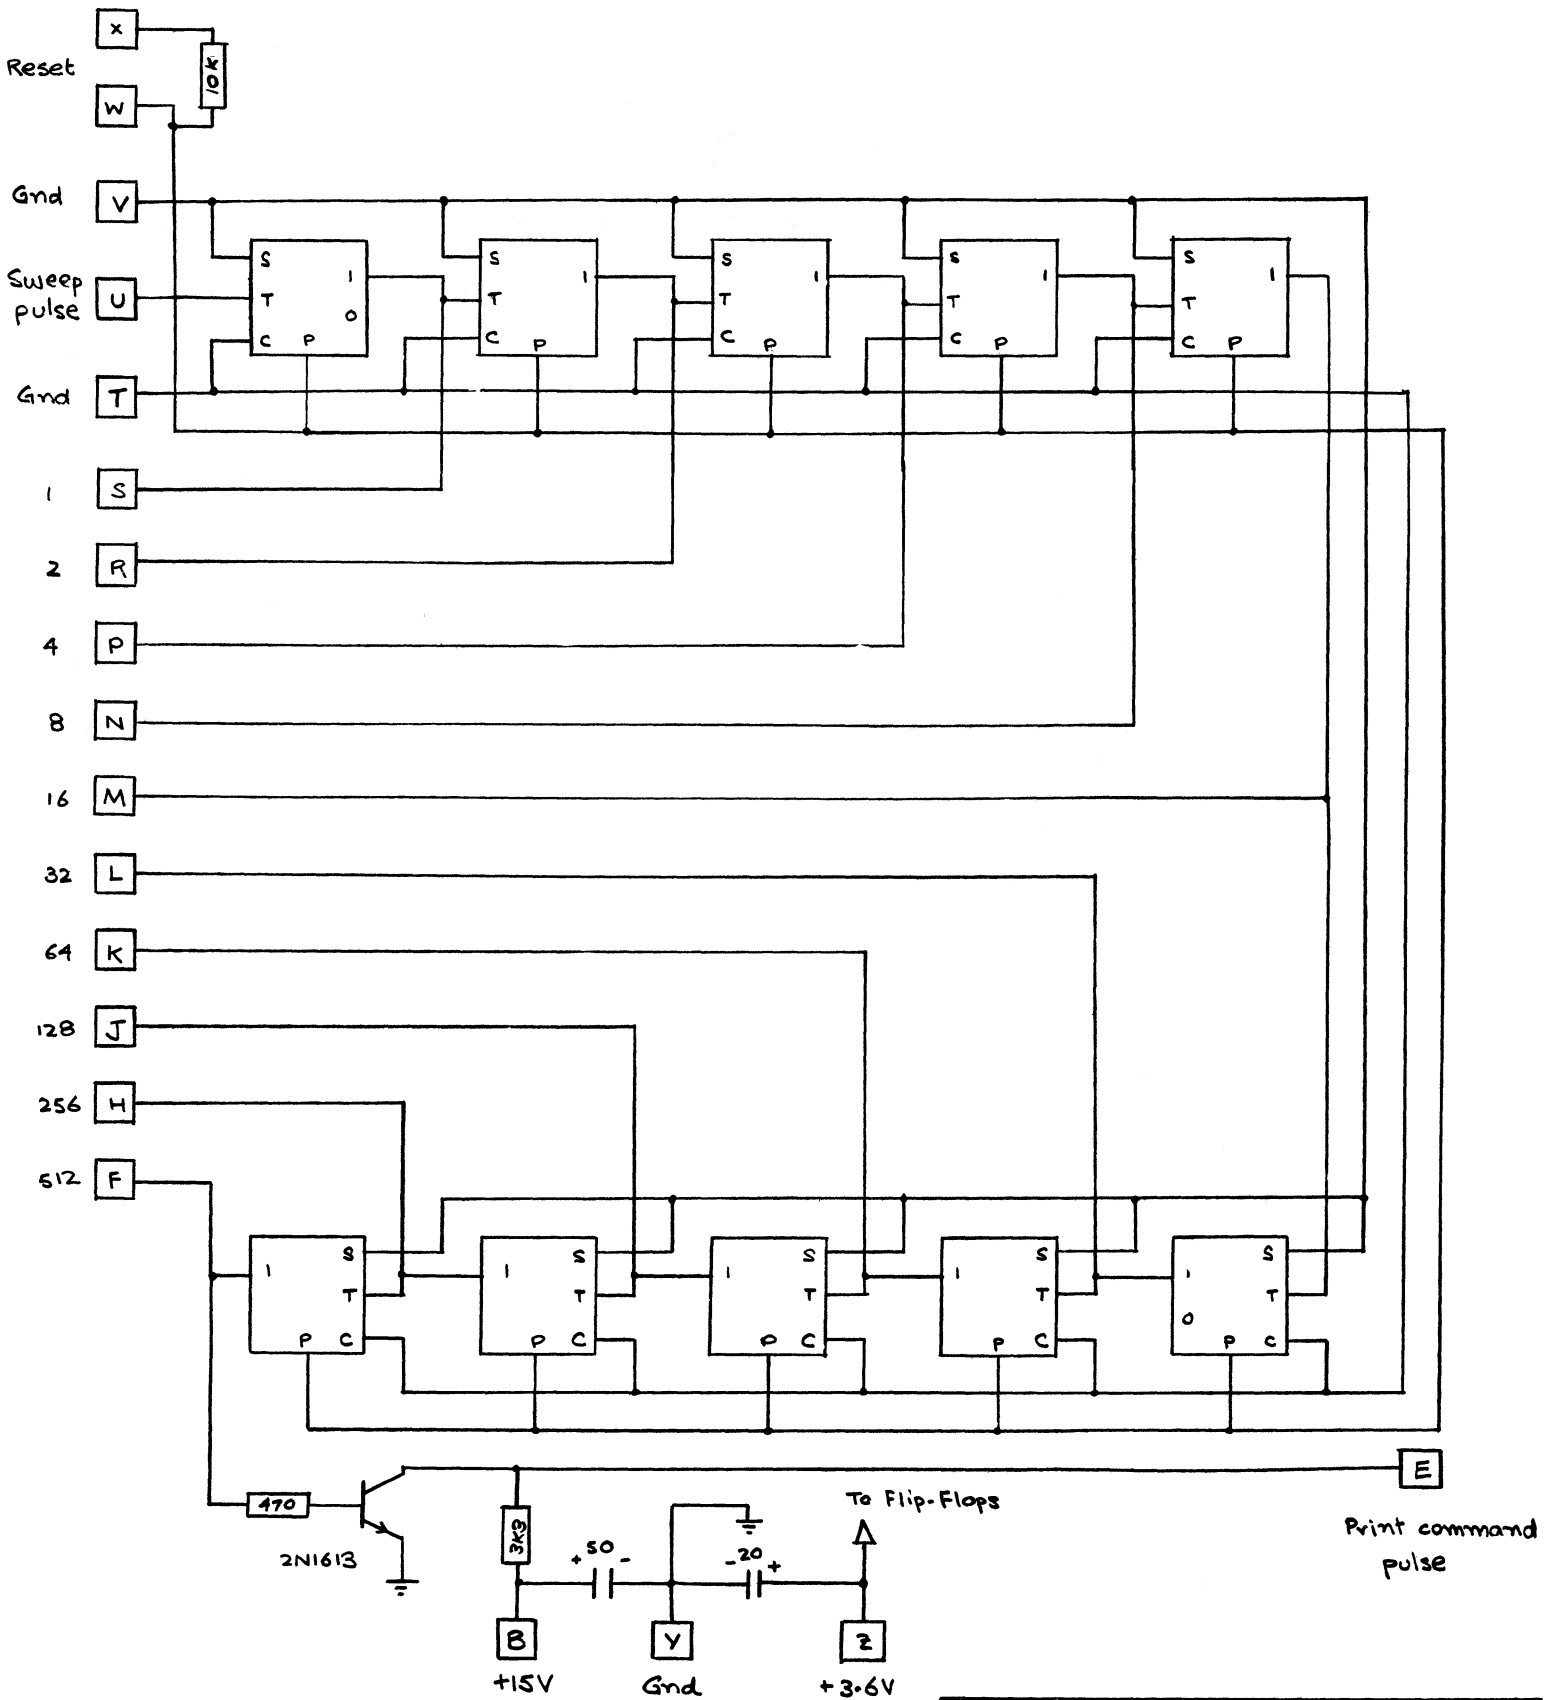 X
Reset
10K
W
Gnd V
Sweep pulse U
Gnd T
S 1 S 1 S 1 S 1 S 1
T O T T T T
C P C P C P C P C P
1 S
2 R
4 P
8 N
16 M
32 L
64 K
128 J
256 H
512 F
S S S S S
1 1 1 1 1
T T T T O T
P C P C P C P C P C
E
470
To Flip-Flops
2N1613
3K3
+ 50 -
- 20 +
Print command
pulse
B Y Z
+15V Gnd +3.6V